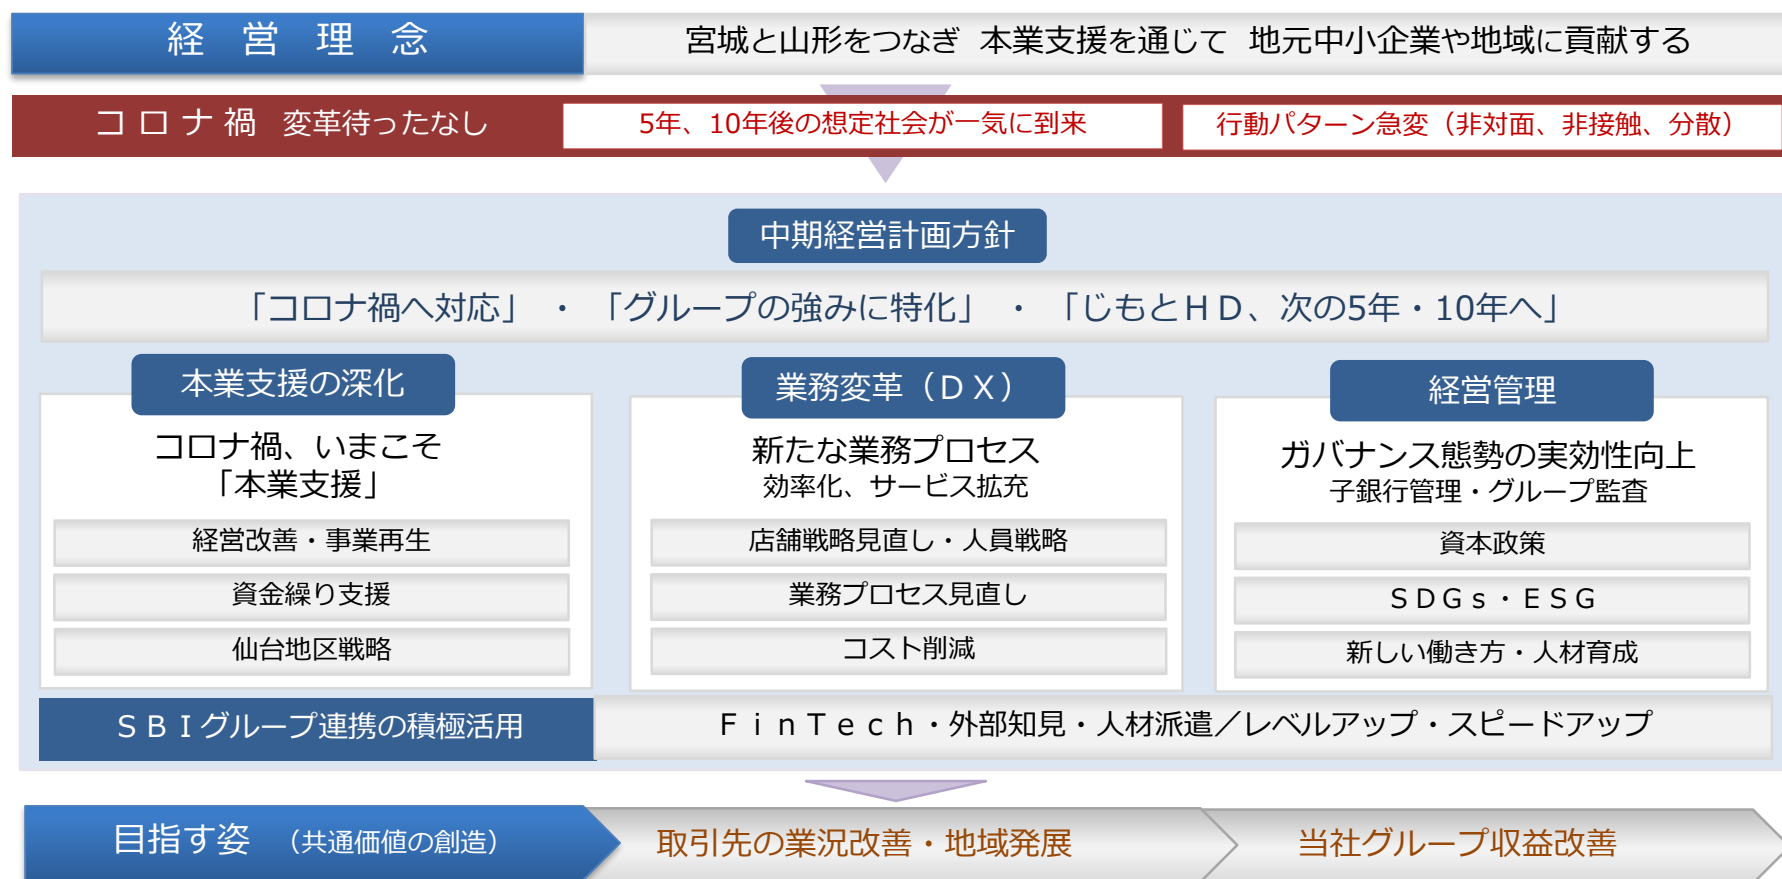 経 営 理 念
宮城と山形をつなぎ 本業支援を通じて 地元中小企業や地域に貢献する
コ ロ ナ 禍 変革待ったなし
5年、10年後の想定社会が一気に到来
行動パターン急変（非対面、非接触、分散）
中期経営計画方針
「コロナ禍へ対応」 ・ 「グループの強みに特化」 ・ 「じもとＨＤ、次の5年・10年へ」
本業支援の深化
コロナ禍、いまこそ
「本業支援」
経営改善・事業再生
資金繰り支援
仙台地区戦略
業務変革（ＤＸ）
新たな業務プロセス
効率化、サービス拡充
店舗戦略見直し・人員戦略
業務プロセス見直し
コスト削減
経営管理
ガバナンス態勢の実効性向上
子銀行管理・グループ監査
資本政策
ＳＤＧｓ・ＥＳＧ
新しい働き方・人材育成
ＳＢＩグループ連携の積極活用
ＦｉｎＴｅｃｈ・外部知見・人材派遣／レベルアップ・スピードアップ
目指す姿 （共通価値の創造）
取引先の業況改善・地域発展
当社グループ収益改善